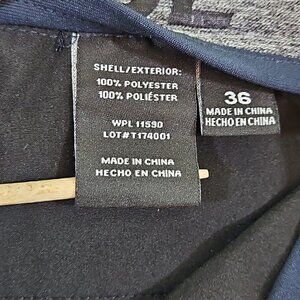 SHELL/EXTERIOR:
100% POLYESTER
100% POLIÉSTER
WPL 11590
LOT#T174001
MADE IN CHINA
HECHO EN CHINA
36
MADE IN CHINA
HECHO EN CHINA